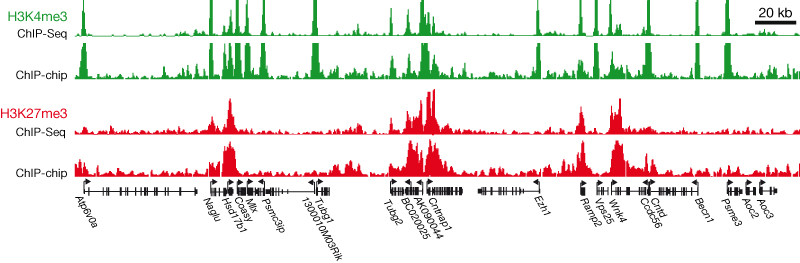 H3K4me3
20 kb
ChIP-Seq
ChIP-chip
H3K27me3
ChIP-Seq
ChIP-chip
Atp6v0a
Naglu
Hsd17b1
Coasy
Mlx
Psmc3ip
Tubg1
1300010M03Rik
Tubg2
BC020025
AK090044
Cntnap1
Ezh1
Ramp2
Vps25
Wnk4
Ccdc56
Cntd
Becn1
Psme3
Aoc2
Aoc3